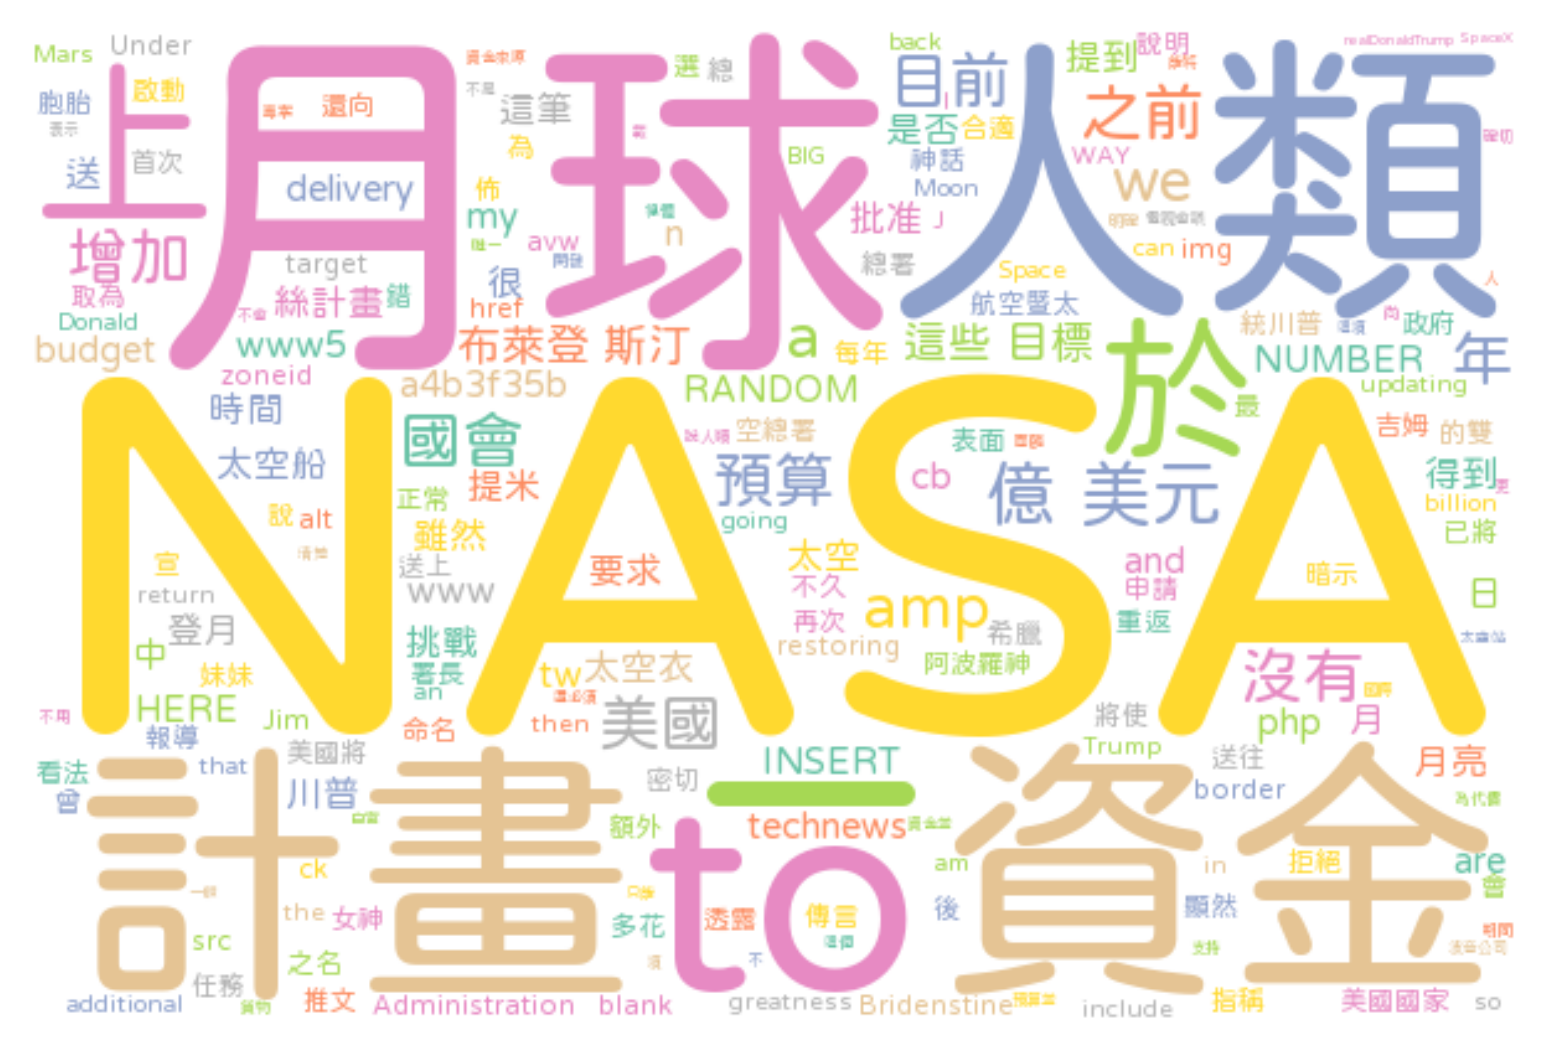 Mars Under
上 月 球 人 類
胞胎 啟動 還向 選 總 這筆 back 提到 說明 realDonaldTrump SpaceX
目前 之前
為 BIG 是否 合適
送 首次 delivery 佈 神話 WAY we
my Moon
增加 avw n 批准 J
target 很 總署 can img
取為 絲計畫 錯 href Space 航空暨太
Donald www5 布萊登 斯汀 a 每年 這些 目標 於 統川普 政府
budget NUMBER 年
zoneid a4b3f35b RANDOM updating
時間 國會 空總署 最 吉姆 的雙
NASA
太空船 提米 預算 cb 表面 億 美元 得到
正常 billion
說 alt 雖然 going 已將
宣 送上 要求 太空 and 暗示
return www 不久 amp 申請 日
登月 挑戰 再次 希臘 重返
中 署長 restoring 阿波羅神
妹妹 an tw 太空衣 沒有
HERE Jim 命名 then 美國 將使 php 月
不用 報導 美國將 Trump 送往 月亮
看法 that INSERT
曾 川普 密切 border 為代價
計畫 to 資金
額外 technews
ck am in 拒絕 are
會
the 女神 多花 透露 傳言 後 顯然
src 支持
任務 之名 不
additional 推文 Administration blank greatness Bridenstine include 指稱 美國國家 so